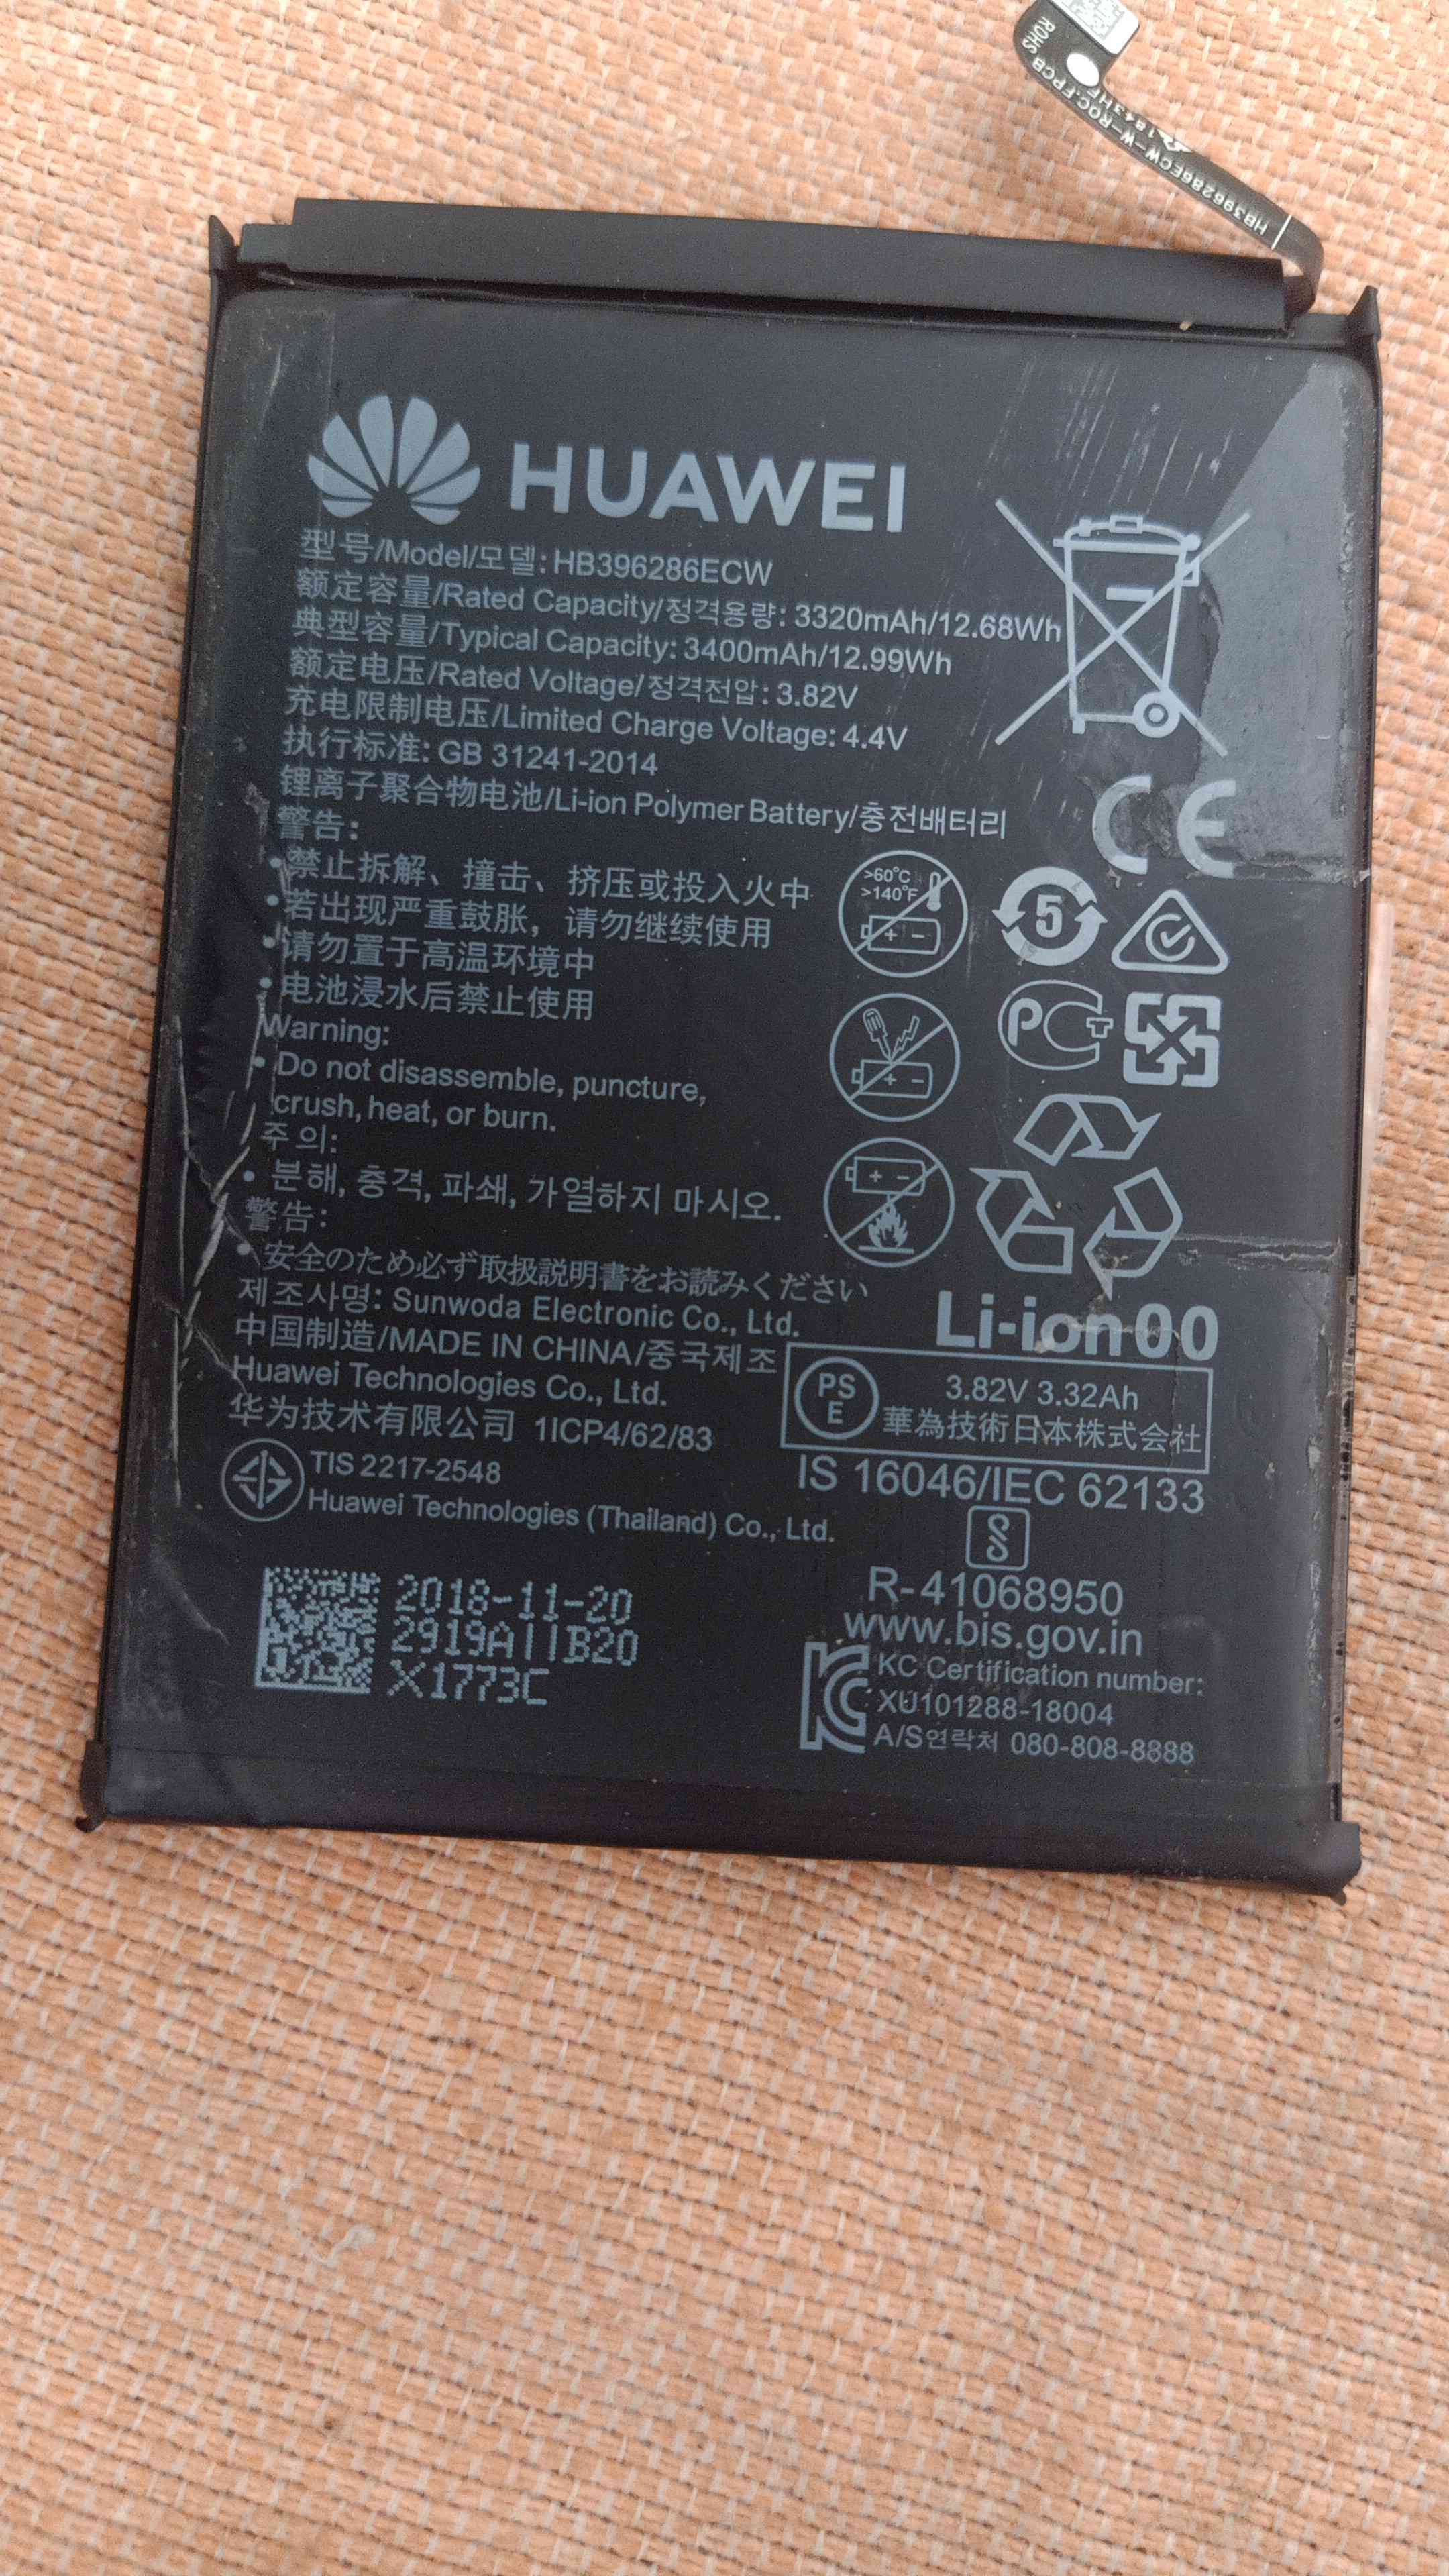 ROHS
HB396286ECW-W-ROC.FPCB
HUAWEI
型号/Model/모델: HB396286ECW
额定容量/Rated Capacity/정격용량: 3320mAh/12.68Wh
典型容量/Typical Capacity: 3400mAh/12.99Wh
额定电压/Rated Voltage/정격전압: 3.82V
充电限制电压/Limited Charge Voltage: 4.4V
执行标准: GB 31241-2014
锂离子聚合物电池/Li-ion Polymer Battery/충전배터리
CE
警告:
•禁止拆解、撞击、挤压或投入火中
•若出现严重鼓胀，请勿继续使用
•请勿置于高温环境中
•电池浸水后禁止使用
>60°C
>140°F
5
Warning:
• Do not disassemble, puncture,
crush, heat, or burn.
주의:
• 분해, 충격, 파쇄, 가열하지 마시오.
警告:
• 安全のため必ず取扱説明書をお読みください
제조사명: Sunwoda Electronic Co., Ltd.
中国制造/MADE IN CHINA/중국제조
Huawei Technologies Co., Ltd.
华为技术有限公司 1ICP4/62/83
TIS 2217-2548
Huawei Technologies (Thailand) Co., Ltd.
Li-ion 00
PS
E
3.82V 3.32Ah
華為技術日本株式会社
IS 16046/IEC 62133
R-41068950
www.bis.gov.in
KC Certification number:
XU101288-18004
A/S연락처 080-808-8888
2018-11-20
2919A11B20
X1773C